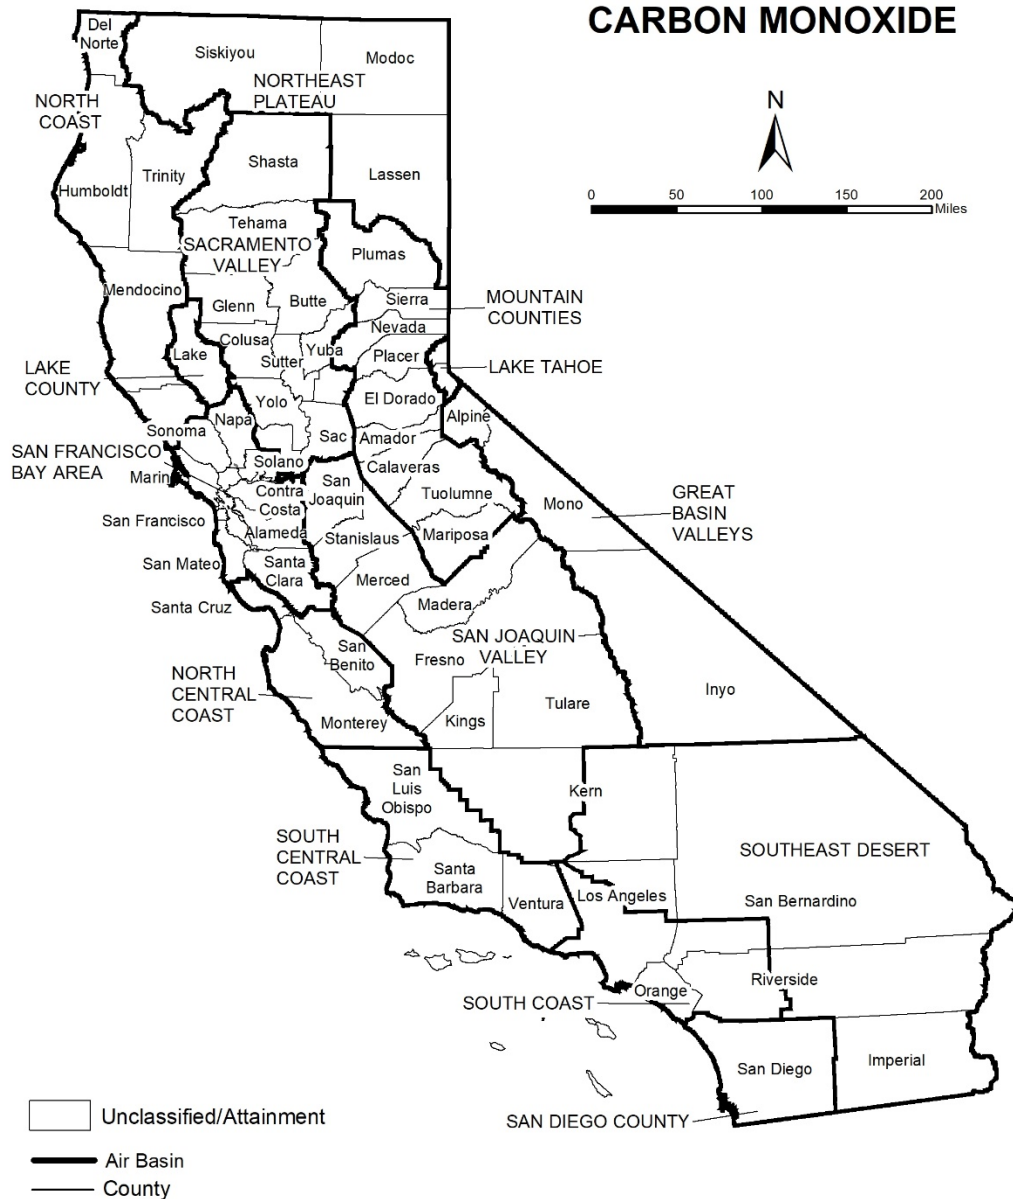 CARBON MONOXIDE
Del
Norte
Siskiyou
Modoc
NORTHEAST
PLATEAU
NORTH
COAST
N
Shasta
Trinity
Lassen
Humboldt
0 50 100 150 200
Miles
Tehama
SACRAMENTO
VALLEY
Plumas
Mendocino
Glenn
Butte
Sierra
MOUNTAIN
COUNTIES
Nevada
Colusa
Yuba
Sutter
Placer
Lake
LAKE
COUNTY
LAKE TAHOE
Yolo
El Dorado
Alpine
Napa
Sonoma
Sac
Amador
SAN FRANCISCO
BAY AREA
Solano
Calaveras
Marin
San
Joaquin
Contra
Costa
Tuolumne
Mono
GREAT
BASIN
VALLEYS
San Francisco
Alameda
Stanislaus
Mariposa
San Mateo
Santa
Clara
Merced
Santa Cruz
Madera
San
Benito
SAN JOAQUIN
VALLEY
Fresno
NORTH
CENTRAL
COAST
Inyo
Tulare
Monterey
Kings
San
Luis
Obispo
Kern
SOUTH
CENTRAL
COAST
SOUTHEAST DESERT
Santa
Barbara
Ventura
Los Angeles
San Bernardino
Riverside
Orange
SOUTH COAST
San Diego
Imperial
SAN DIEGO COUNTY
Unclassified/Attainment
Air Basin
County